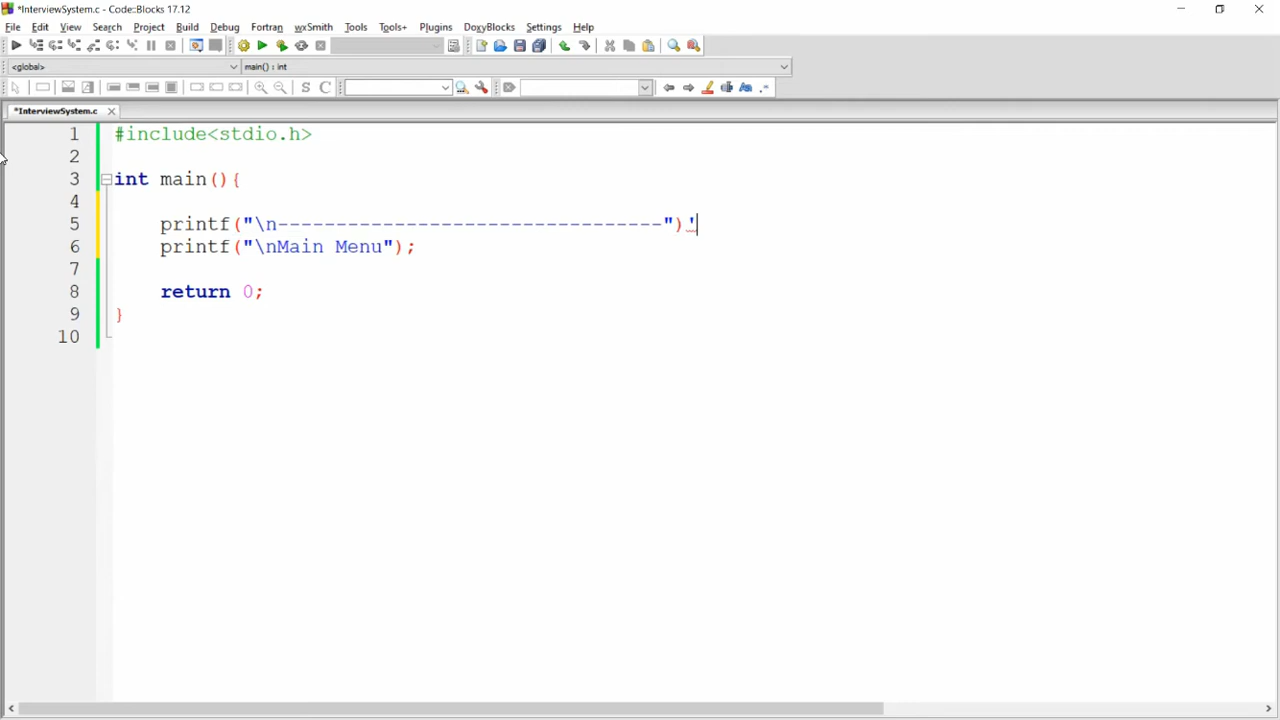 *InterviewSystem.c - Code::Blocks 17.12
File Edit View Search Project Build Debug Fortran wxSmith Tools Tools+ Plugins DoxyBlocks Settings Help
<global> main() : int
S C
*InterviewSystem.c
1 #include<stdio.h>
2
3 int main(){
4
5 printf("\n---------------------------------")'
6 printf("\nMain Menu");
7
8 return 0;
9 }
10